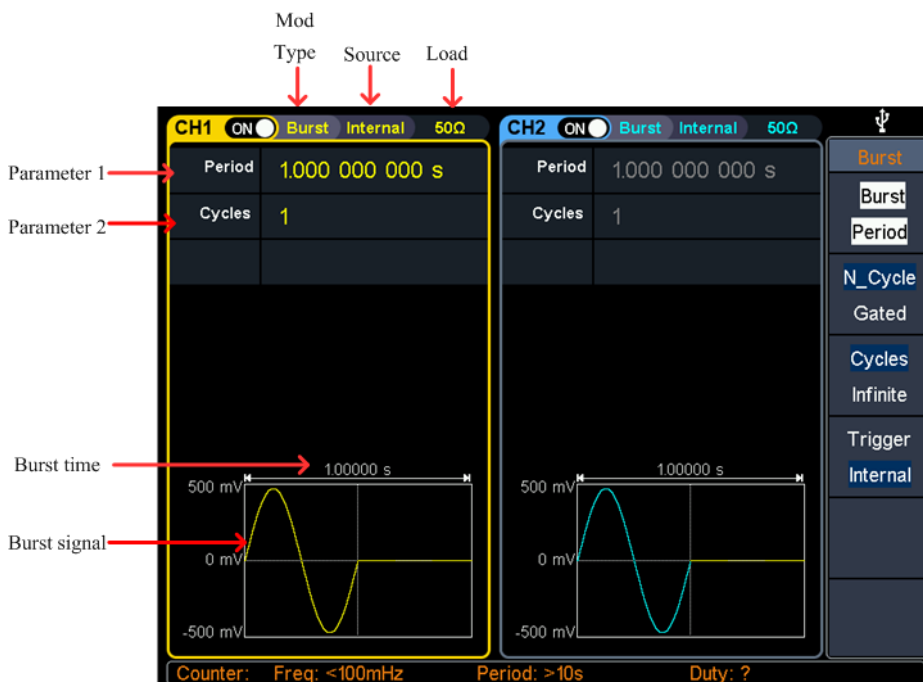 Mod
Type
Source
Load
CH1 ON Burst Internal 50Ω
CH2 ON Burst Internal 50Ω
Parameter 1
Period 1.000 000 000 s
Period 1.000 000 000 s
Parameter 2
Cycles 1
Cycles 1
Burst
Burst
Period
N_Cycle
Gated
Cycles
Infinite
Trigger
Internal
Burst time
1.00000 s
1.00000 s
500 mV
500 mV
Burst signal
0 mV
0 mV
-500 mV
-500 mV
Counter: Freq: <100mHz Period: >10s Duty: ?